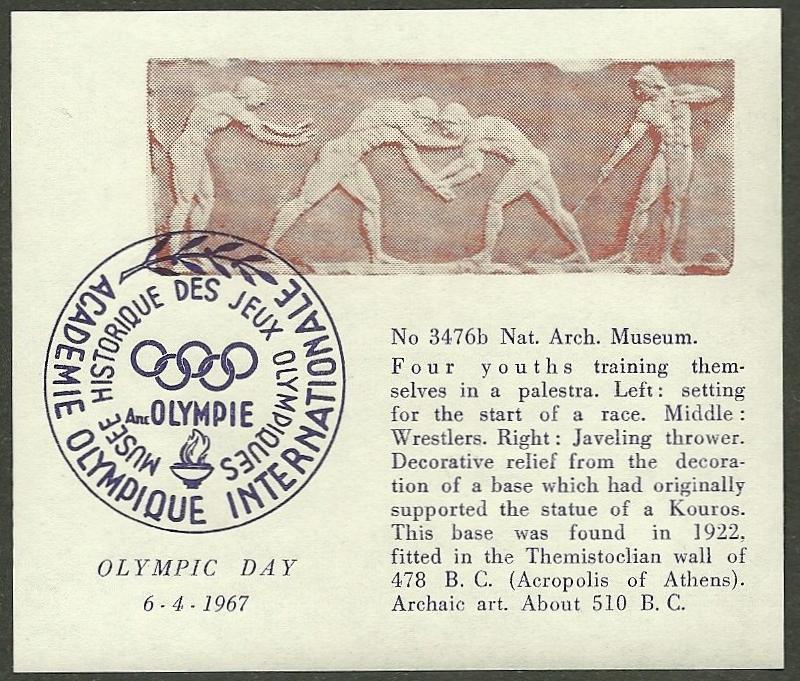 No 3476b Nat. Arch. Museum.
Four youths training them-
selves in a palestra. Left: setting
for the start of a race. Middle:
Wrestlers. Right: Javeling thrower.
Decorative relief from the decora-
tion of a base which had originally
supported the statue of a Kouros.
This base was found in 1922,
fitted in the Themistoclian wall of
478 B. C. (Acropolis of Athens).
Archaic art. About 510 B. C.
ACADEMIE OLYMPIQUE INTERNATIONALE
MUSÉE HISTORIQUE DES JEUX OLYMPIQUES
Anc OLYMPIE
OLYMPIC DAY
6-4-1967